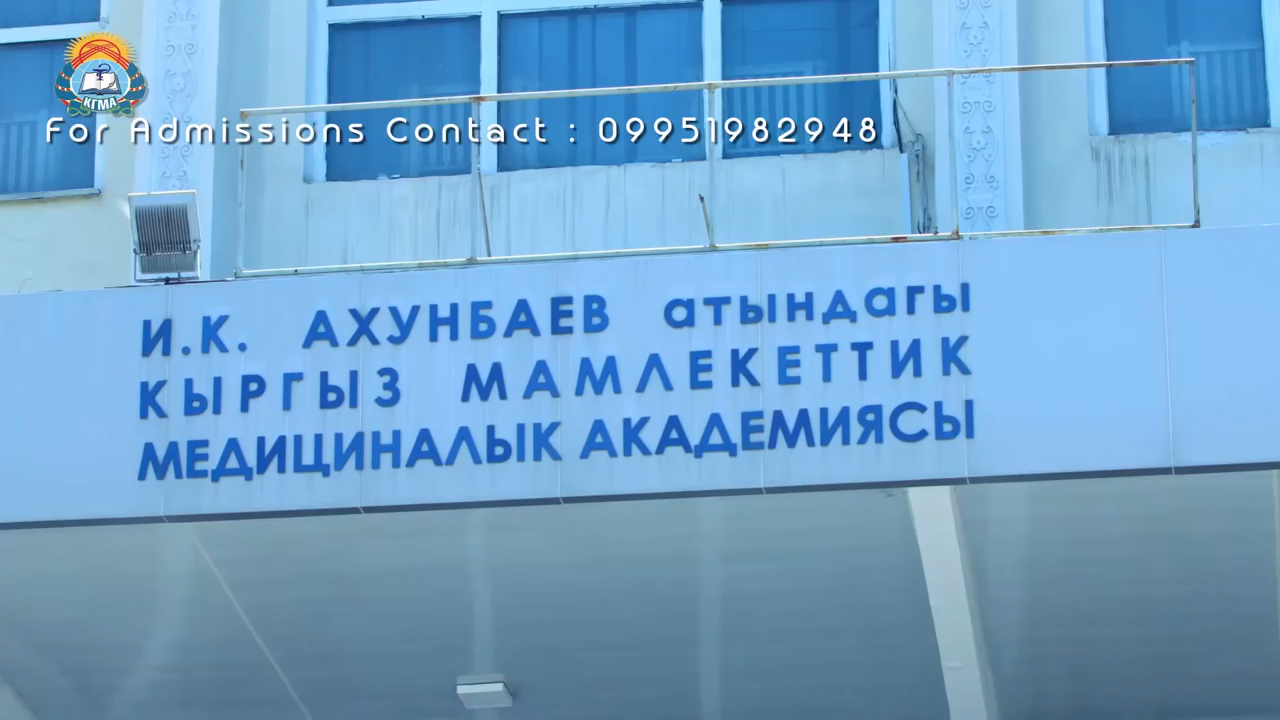 КГМА
For Admissions Contact : 09951982948
И.К. АХУНБАЕВ атындагы
КЫРГЫЗ МАМЛЕКЕТТИК
МЕДИЦИНАЛЫК АКАДЕМИЯСЫ